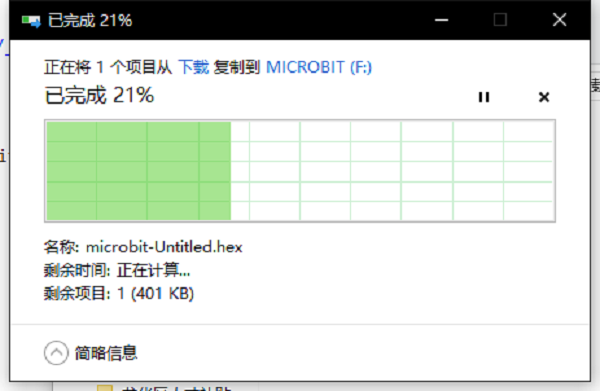 已完成 21%
正在将 1 个项目从 下载 复制到 MICROBIT (F:)
已完成 21%
名称: microbit-Untitled.hex
剩余时间: 正在计算...
剩余项目: 1 (401 KB)
简略信息